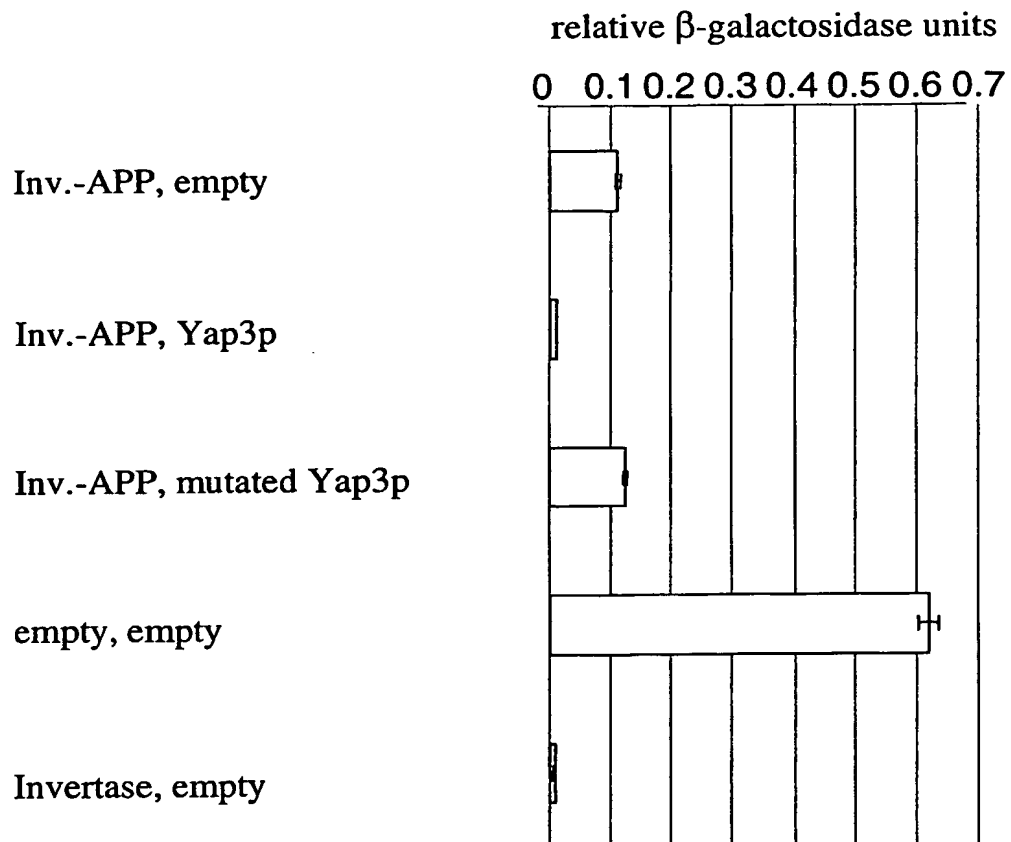 relative β-galactosidase units
0 0.1 0.2 0.3 0.4 0.5 0.6 0.7
Inv.-APP, empty
Inv.-APP, Yap3p
Inv.-APP, mutated Yap3p
empty, empty
Invertase, empty